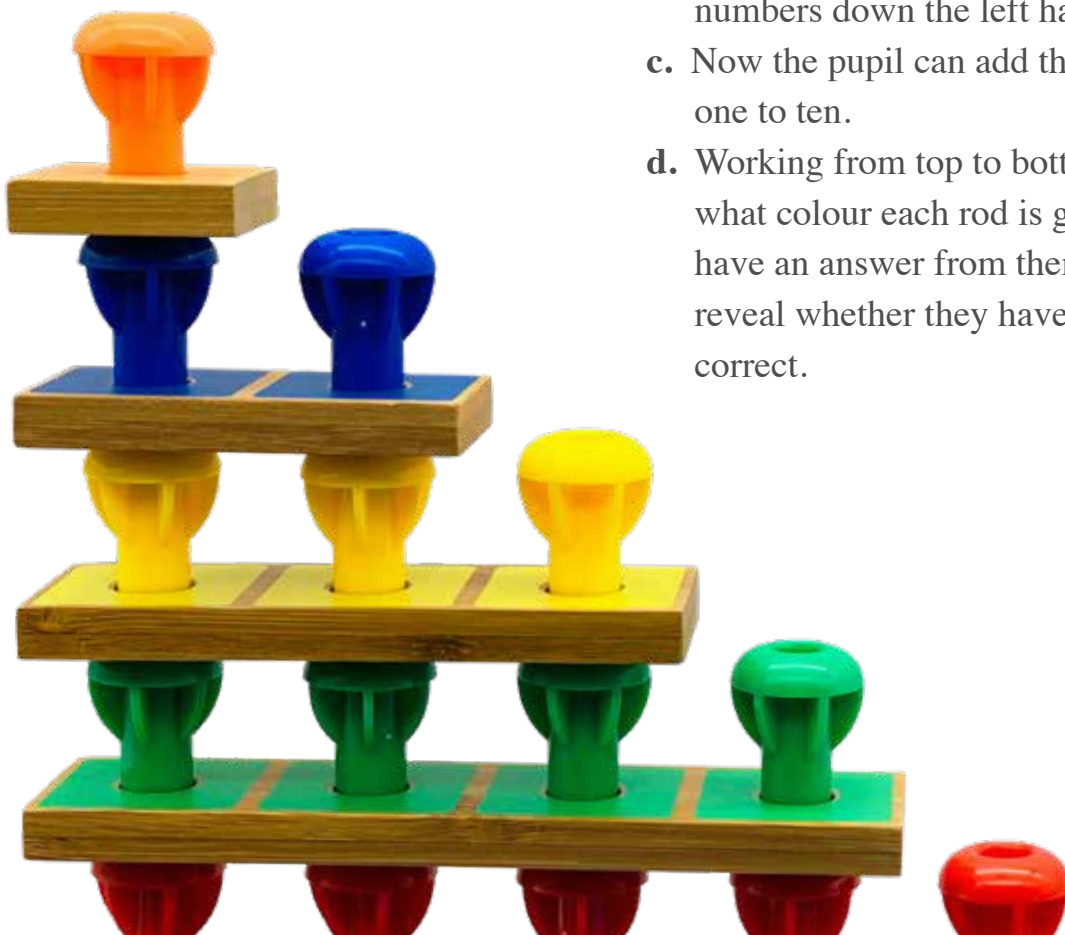 numbers down the left ha
c. Now the pupil can add th
one to ten.
d. Working from top to bott
what colour each rod is g
have an answer from ther
reveal whether they have
correct.